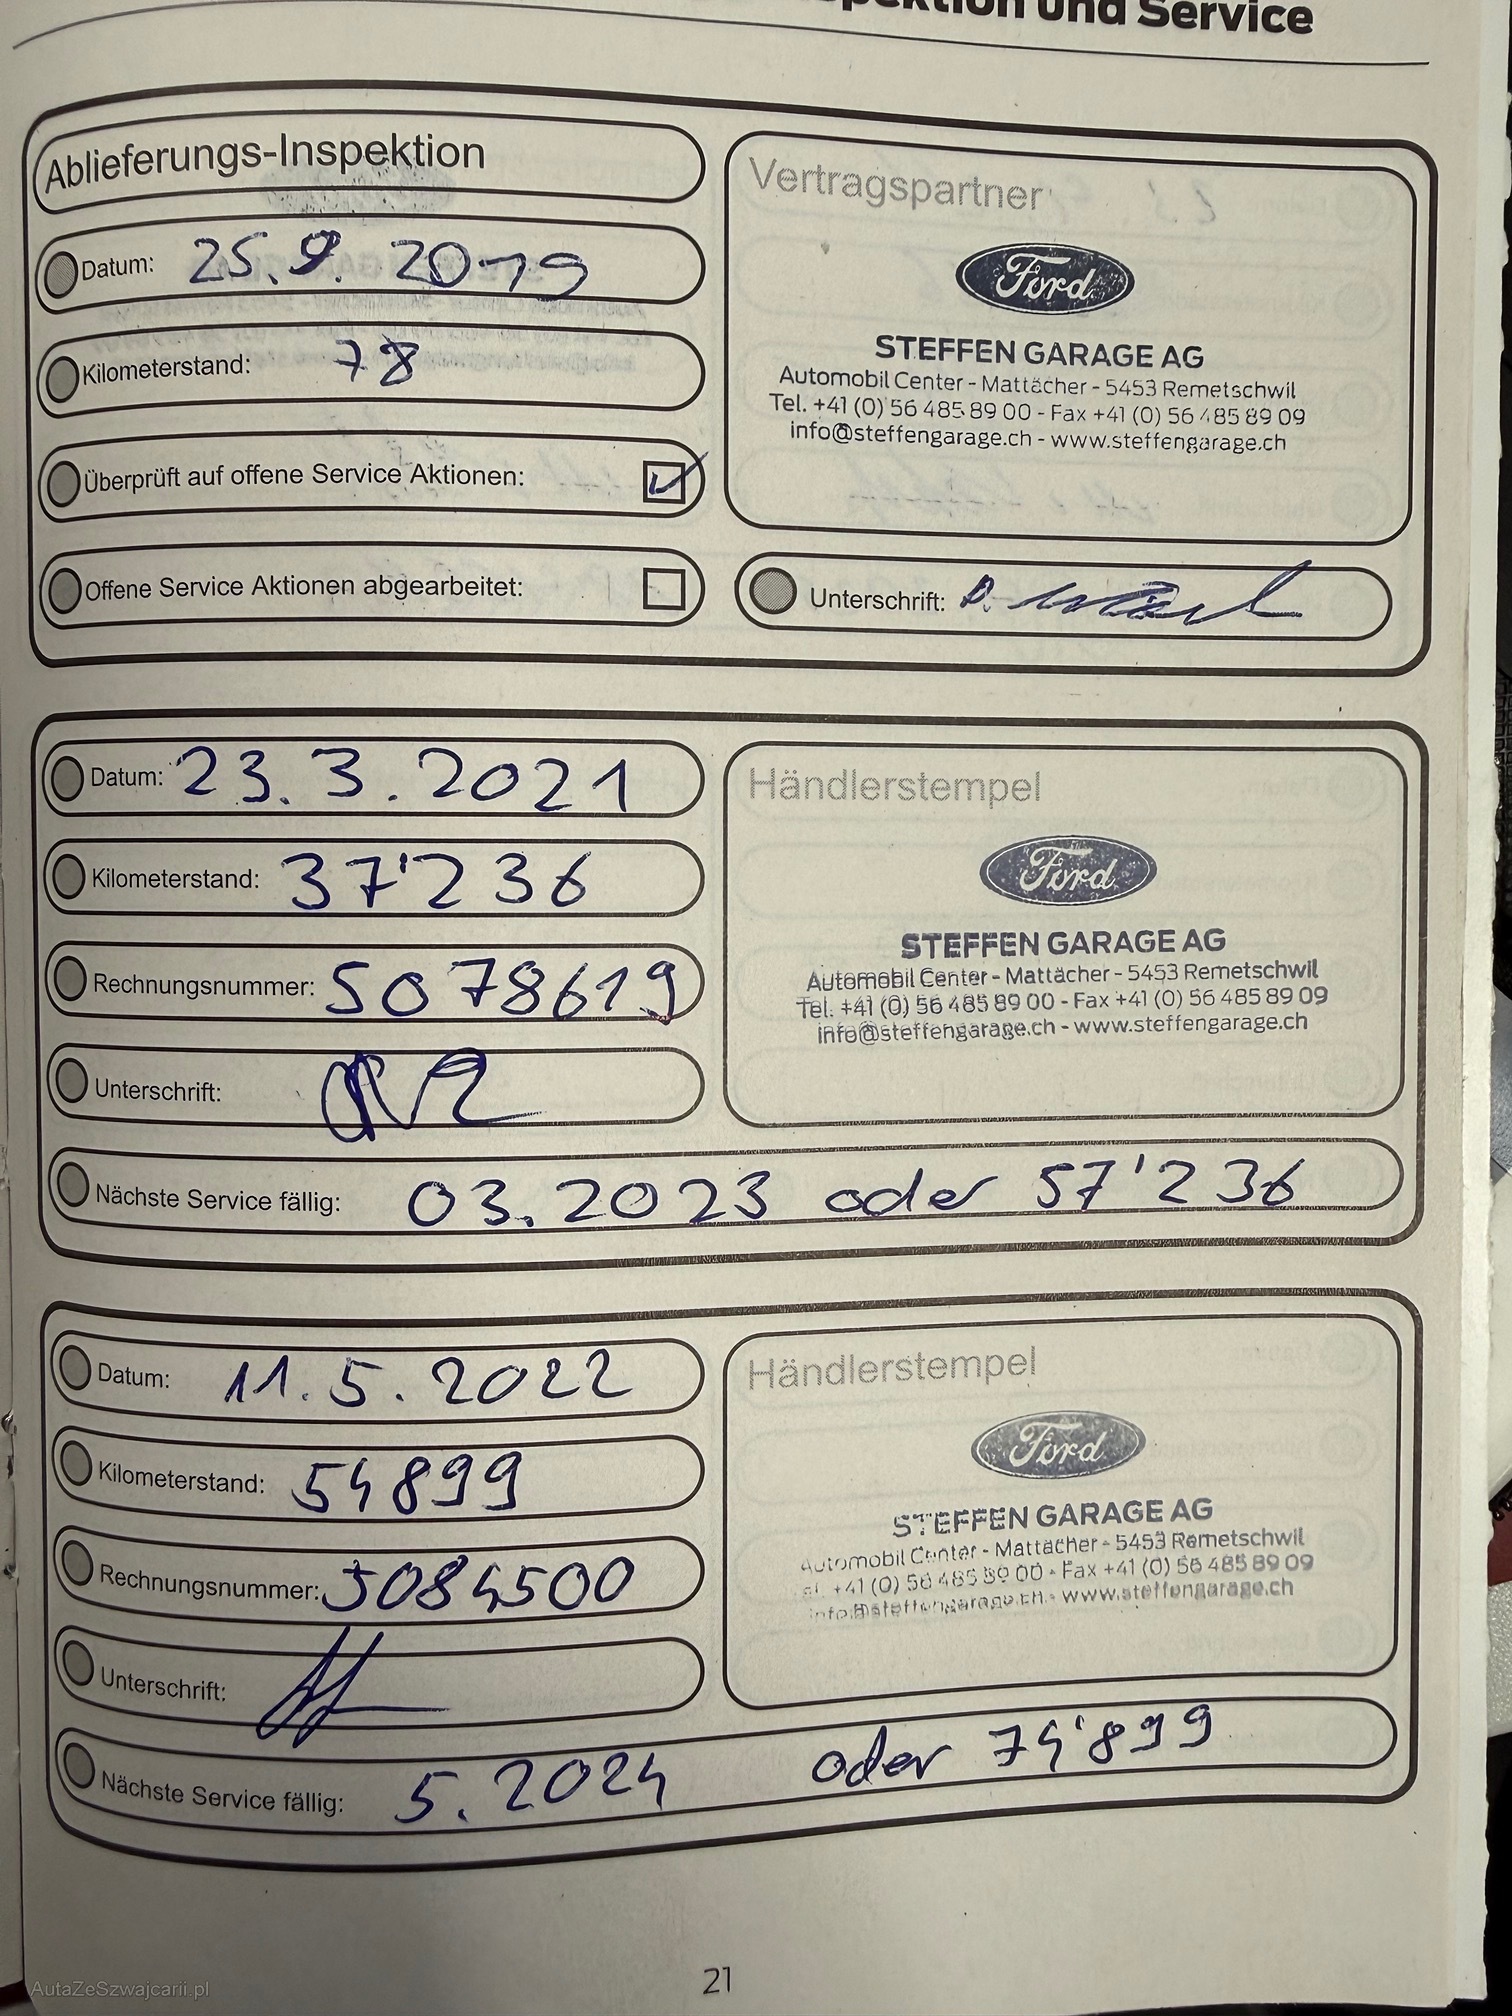 pektion und Service
Ablieferungs-Inspektion
Datum: 25.9.2019
Kilometerstand: 78
Überprüft auf offene Service Aktionen:
Offene Service Aktionen abgearbeitet:
Vertragspartner
Ford
STEFFEN GARAGE AG
Automobil Center - Mattächer - 5453 Remetschwil
Tel. +41 (0) 56 485 89 00 - Fax +41 (0) 56 485 89 09
info@steffengarage.ch - www.steffengarage.ch
Unterschrift:
Datum: 23.3.2021
Kilometerstand: 37'236
Rechnungsnummer: 5078619
Unterschrift:
Händlerstempel
Ford
STEFFEN GARAGE AG
Automobil Center - Mattächer - 5453 Remetschwil
Tel. +41 (0) 56 485 89 00 - Fax +41 (0) 56 485 89 09
info@steffengarage.ch - www.steffengarage.ch
Nächste Service fällig: 03.2023 oder 57'236
Datum: 11.5.2022
Kilometerstand: 54899
Rechnungsnummer: 5084500
Unterschrift:
Händlerstempel
Ford
STEFFEN GARAGE AG
Automobil Center - Mattächer - 5453 Remetschwil
Tel. +41 (0) 56 485 89 00 - Fax +41 (0) 56 485 89 09
info@steffengarage.ch - www.steffengarage.ch
Nächste Service fällig: 5.2024 oder 74'899
21
AutaZeSzwajcarii.pl